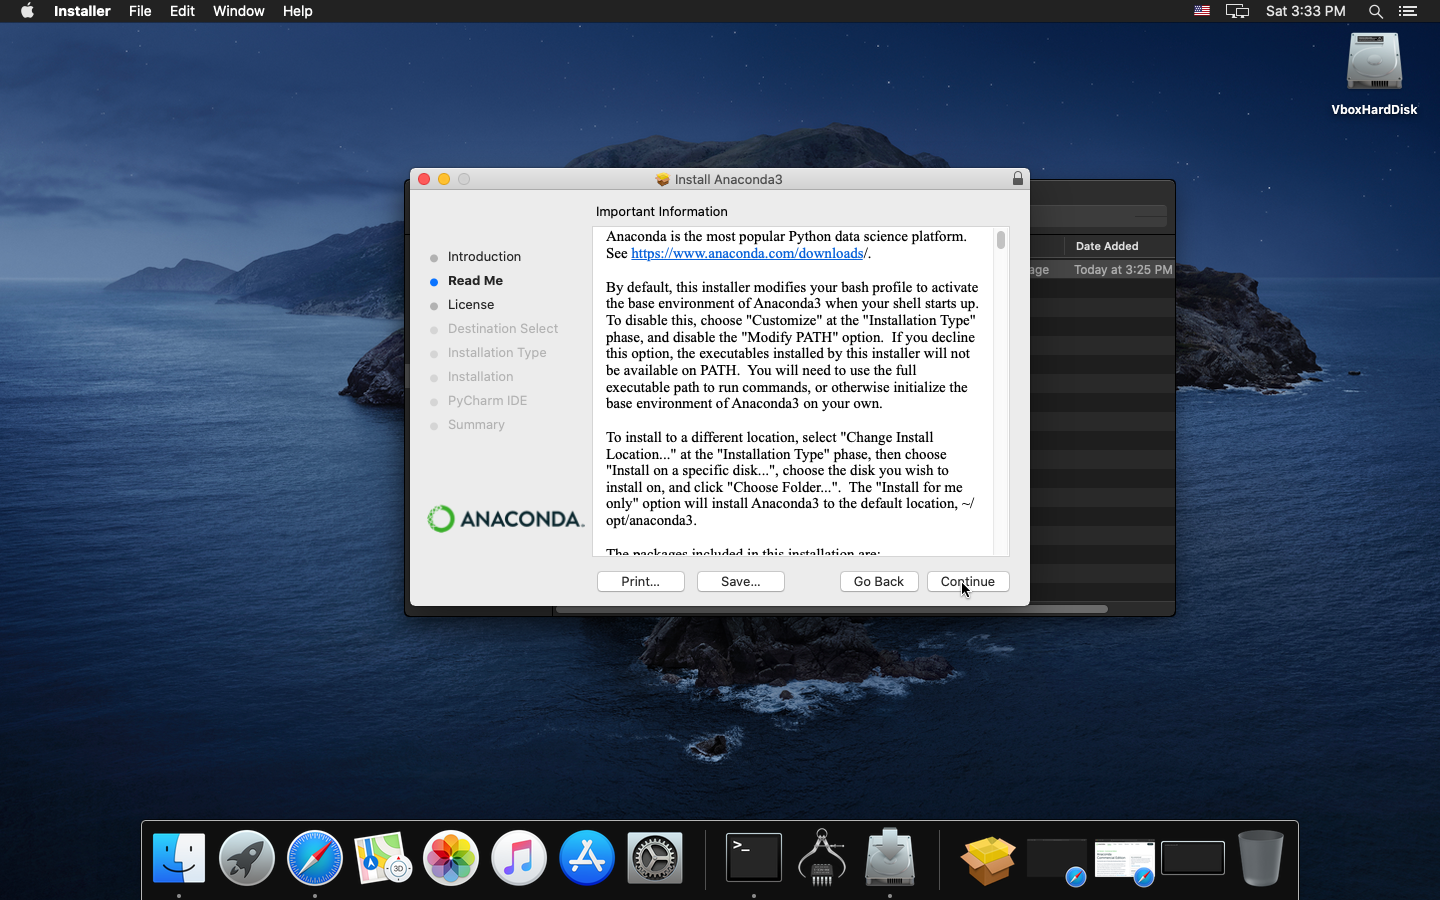 Installer File Edit Window Help Sat 3:33 PM
VboxHardDisk
Install Anaconda3
Important Information
Date Added
age Today at 3:25 PM
Introduction
Read Me
License
Destination Select
Installation Type
Installation
PyCharm IDE
Summary
ANACONDA.
Anaconda is the most popular Python data science platform.
See https://www.anaconda.com/downloads/.
By default, this installer modifies your bash profile to activate
the base environment of Anaconda3 when your shell starts up.
To disable this, choose "Customize" at the "Installation Type"
phase, and disable the "Modify PATH" option. If you decline
this option, the executables installed by this installer will not
be available on PATH. You will need to use the full
executable path to run commands, or otherwise initialize the
base environment of Anaconda3 on your own.
To install to a different location, select "Change Install
Location..." at the "Installation Type" phase, then choose
"Install on a specific disk...", choose the disk you wish to
install on, and click "Choose Folder...". The "Install for me
only" option will install Anaconda3 to the default location, ~/
opt/anaconda3.
The packages included in this installation are:
Print... Save... Go Back Continue
3D
>_